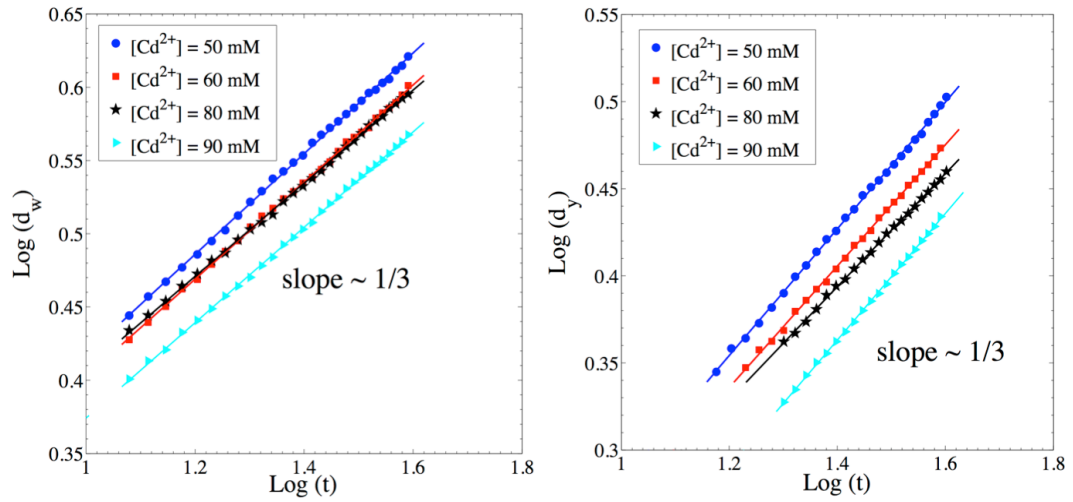 0.65
0.6
0.55
0.5
0.45
0.4
0.35
Log (d_w)
[Cd²⁺] = 50 mM
[Cd²⁺] = 60 mM
[Cd²⁺] = 80 mM
[Cd²⁺] = 90 mM
slope ~ 1/3
1 1.2 1.4 1.6 1.8
Log (t)
0.55
0.5
0.45
0.4
0.35
0.3
Log (d_y)
[Cd²⁺] = 50 mM
[Cd²⁺] = 60 mM
[Cd²⁺] = 80 mM
[Cd²⁺] = 90 mM
slope ~ 1/3
1 1.2 1.4 1.6 1.8
Log (t)